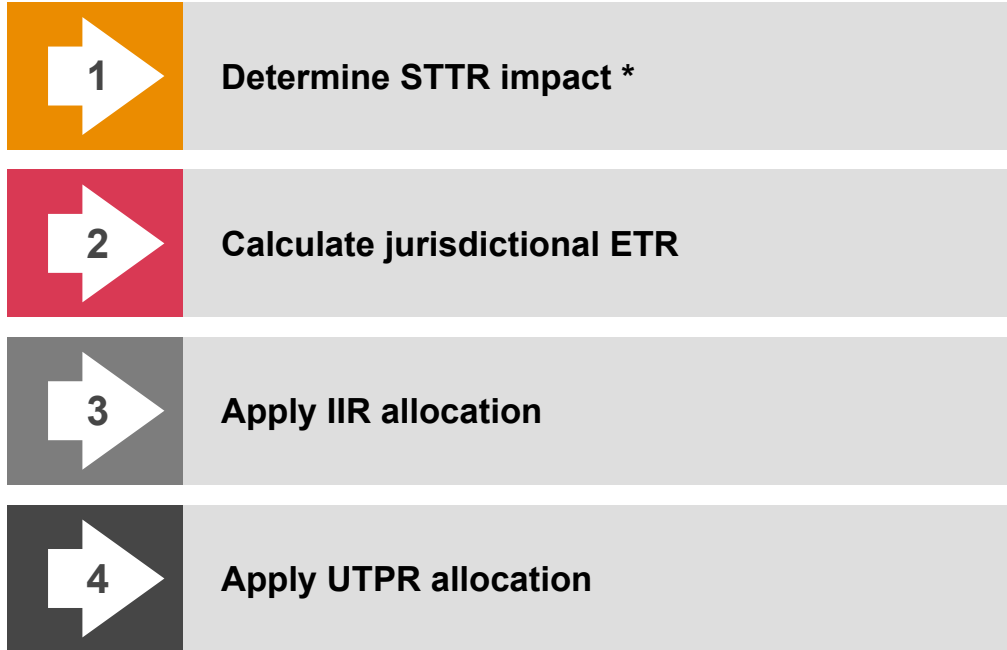 1
Determine STTR impact *
2
Calculate jurisdictional ETR
3
Apply IIR allocation
4
Apply UTPR allocation